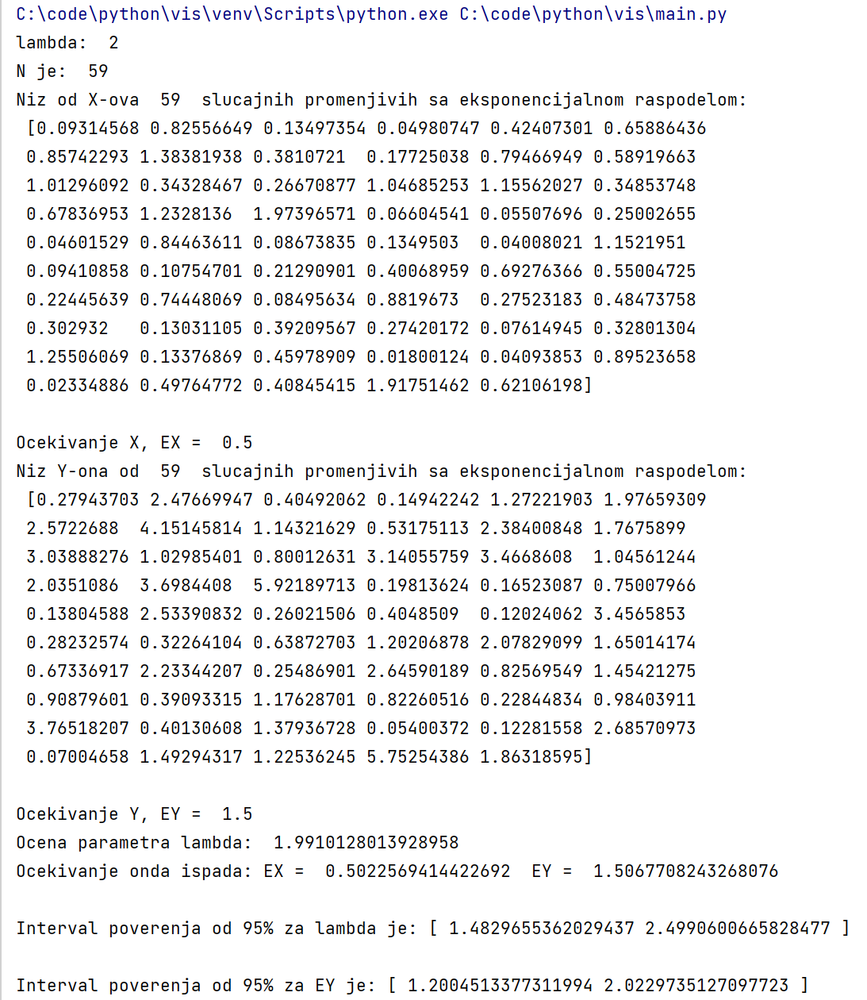 C:\code\python\vis\venv\Scripts\python.exe C:\code\python\vis\main.py
lambda:  2
N je:  59
Niz od X-ova  59  slucajnih promenjivih sa eksponencijalnom raspodelom:
 [0.09314568 0.82556649 0.13497354 0.04980747 0.42407301 0.65886436
 0.85742293 1.38381938 0.3810721  0.17725038 0.79466949 0.58919663
 1.01296092 0.34328467 0.26670877 1.04685253 1.15562027 0.34853748
 0.67836953 1.2328136  1.97396571 0.06604541 0.05507696 0.25002655
 0.04601529 0.84463611 0.08673835 0.1349503  0.04008021 1.1521951
 0.09410858 0.10754701 0.21290901 0.40068959 0.69276366 0.55004725
 0.22445639 0.74448069 0.08495634 0.8819673  0.27523183 0.48473758
 0.302932   0.13031105 0.39209567 0.27420172 0.07614945 0.32801304
 1.25506069 0.13376869 0.45978909 0.01800124 0.04093853 0.89523658
 0.02334886 0.49764772 0.40845415 1.91751462 0.62106198]
Ocekivanje X, EX =  0.5
Niz Y-ona od  59  slucajnih promenjivih sa eksponencijalnom raspodelom:
 [0.27943703 2.47669947 0.40492062 0.14942242 1.27221903 1.97659309
 2.5722688  4.15145814 1.14321629 0.53175113 2.38400848 1.7675899
 3.03888276 1.02985401 0.80012631 3.14055759 3.4668608  1.04561244
 2.0351086  3.6984408  5.92189713 0.19813624 0.16523087 0.75007966
 0.13804588 2.53390832 0.26021506 0.4048509  0.12024062 3.4565853
 0.28232574 0.32264104 0.63872703 1.20206878 2.07829099 1.65014174
 0.67336917 2.23344207 0.25486901 2.64590189 0.82569549 1.45421275
 0.90879601 0.39093315 1.17628701 0.82260516 0.22844834 0.98403911
 3.76518207 0.40130608 1.37936728 0.05400372 0.12281558 2.68570973
 0.07004658 1.49294317 1.22536245 5.75254386 1.86318595]
Ocekivanje Y, EY =  1.5
Ocena parametra lambda:  1.9910128013928958
Ocekivanje onda ispada: EX =  0.5022569414422692  EY =  1.5067708243268076
Interval poverenja od 95% za lambda je: [ 1.4829655362029437 2.4990600665828477 ]
Interval poverenja od 95% za EY je: [ 1.2004513377311994 2.0229735127097723 ]